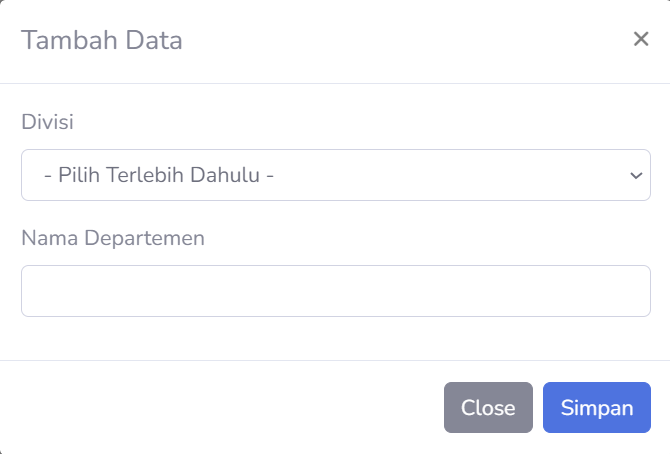 Tambah Data
Divisi
- Pilih Terlebih Dahulu -
Nama Departemen
Close
Simpan